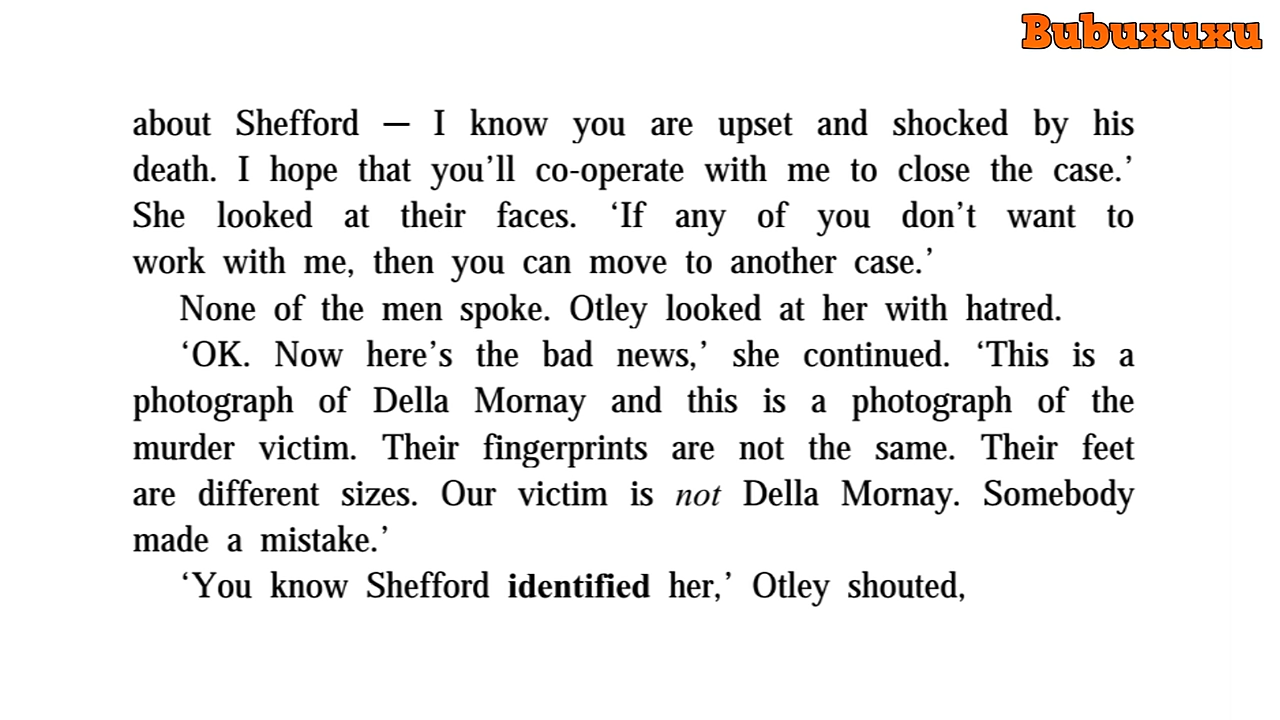 Bubuxuxu
about Shefford — I know you are upset and shocked by his
death. I hope that you’ll co-operate with me to close the case.’
She looked at their faces. ‘If any of you don’t want to
work with me, then you can move to another case.’
None of the men spoke. Otley looked at her with hatred.
‘OK. Now here’s the bad news,’ she continued. ‘This is a
photograph of Della Mornay and this is a photograph of the
murder victim. Their fingerprints are not the same. Their feet
are different sizes. Our victim is not Della Mornay. Somebody
made a mistake.’
‘You know Shefford identified her,’ Otley shouted,